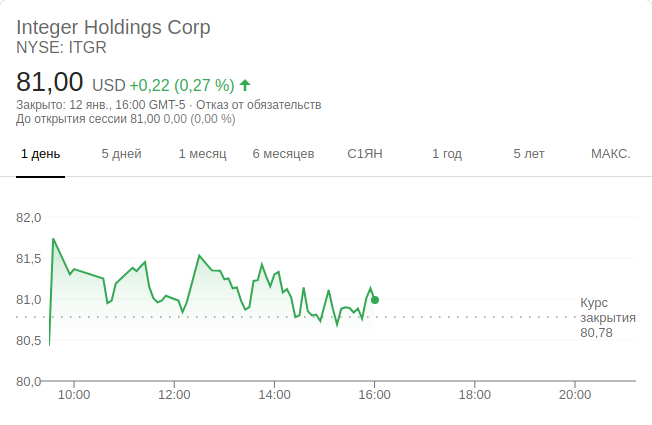 Integer Holdings Corp
NYSE: ITGR
81,00 USD +0,22 (0,27 %)
Закрыто: 12 янв., 16:00 GMT-5 · Отказ от обязательств
До открытия сессии 81,00 0,00 (0,00 %)
1 день 5 дней 1 месяц 6 месяцев С1ЯН 1 год 5 лет МАКС.
82,0
81,5
81,0
Курс
закрытия
80,78
80,5
80,0
10:00 12:00 14:00 16:00 18:00 20:00